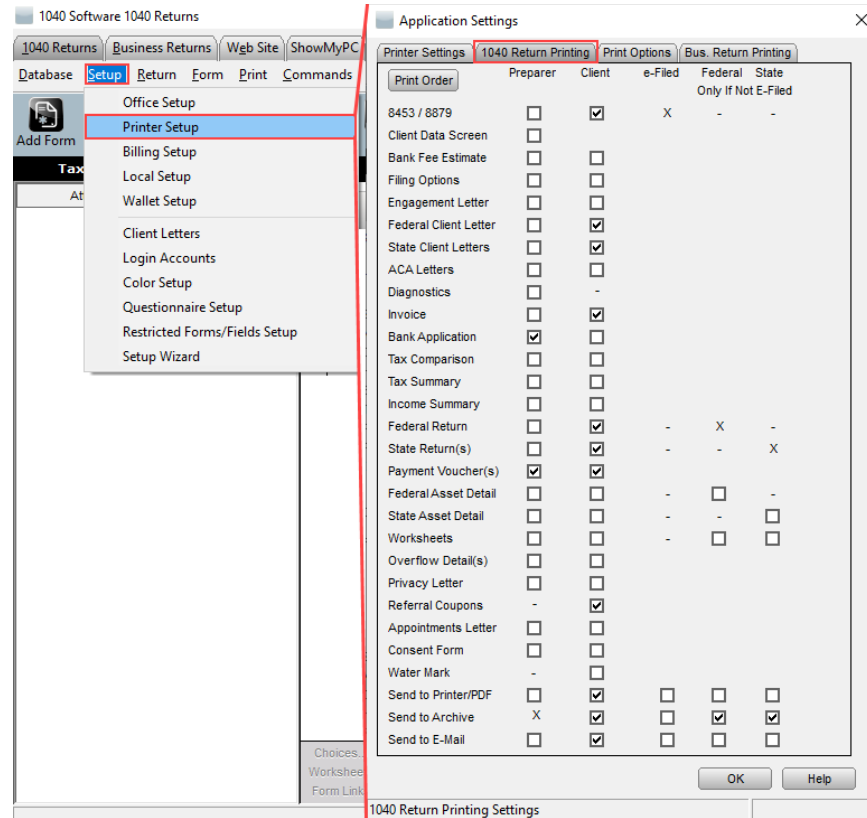 1040 Software 1040 Returns
1040 Returns Business Returns Web Site ShowMyPC
Database Setup Return Form Print Commands
Add Form
Tax
At
Office Setup
Printer Setup
Billing Setup
Local Setup
Wallet Setup
Client Letters
Login Accounts
Color Setup
Questionnaire Setup
Restricted Forms/Fields Setup
Setup Wizard
Choices..
Workshee
Form Link
Application Settings
Printer Settings 1040 Return Printing Print Options Bus. Return Printing
Print Order Preparer Client e-Filed Federal State
Only If Not E-Filed
8453 / 8879 X - -
Client Data Screen
Bank Fee Estimate
Filing Options
Engagement Letter
Federal Client Letter
State Client Letters
ACA Letters
Diagnostics -
Invoice
Bank Application
Tax Comparison
Tax Summary
Income Summary
Federal Return - X -
State Return(s) - - X
Payment Voucher(s)
Federal Asset Detail - -
State Asset Detail - -
Worksheets -
Overflow Detail(s)
Privacy Letter
Referral Coupons -
Appointments Letter
Consent Form
Water Mark -
Send to Printer/PDF
Send to Archive X
Send to E-Mail
OK Help
1040 Return Printing Settings